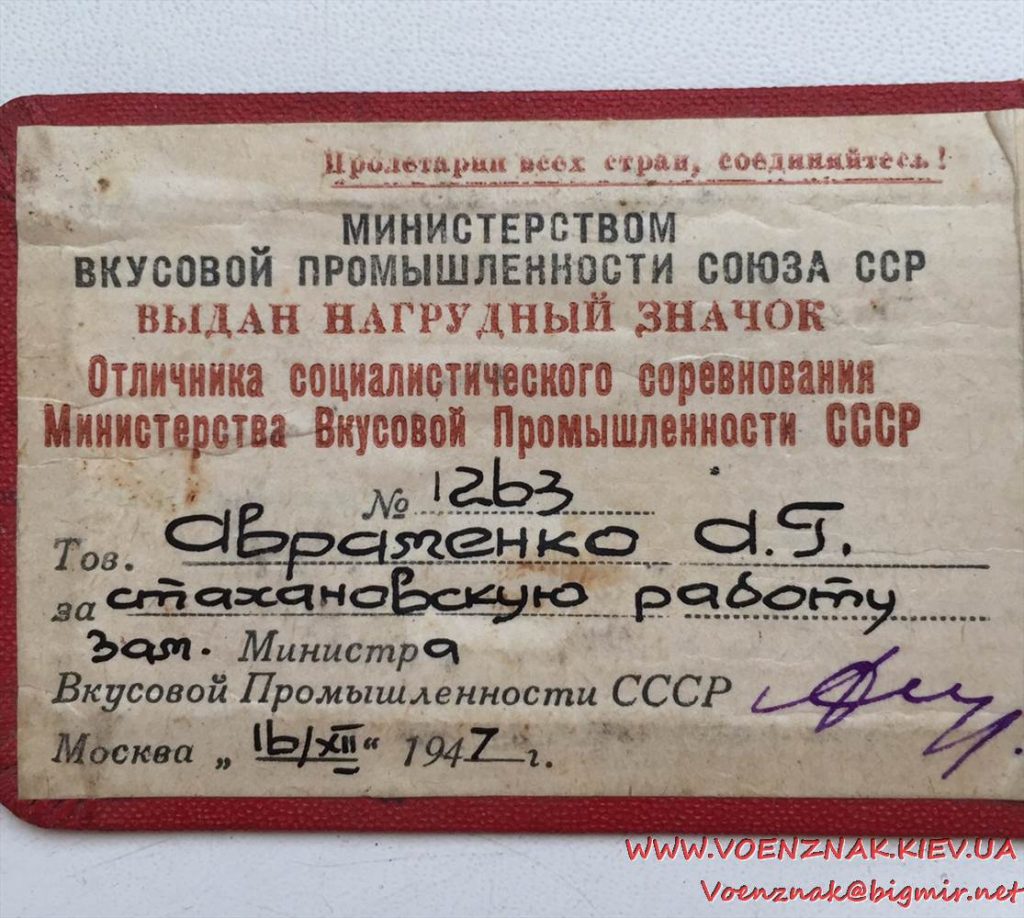 Пролетарии всех стран, соединяйтесь!
МИНИСТЕРСТВОМ
ВКУСОВОЙ ПРОМЫШЛЕННОСТИ СОЮЗА ССР
ВЫДАН НАГРУДНЫЙ ЗНАЧОК
Отличника социалистического соревнования
Министерства Вкусовой Промышленности СССР
№ 1263
Тов. Авраменко А.Г.
за стахановскую работу
Зам. Министра
Вкусовой Промышленности СССР
Москва „16/XII“ 1947 г.
WWW.VOENZNAK.KIEV.UA
Voenznak@bigmir.net